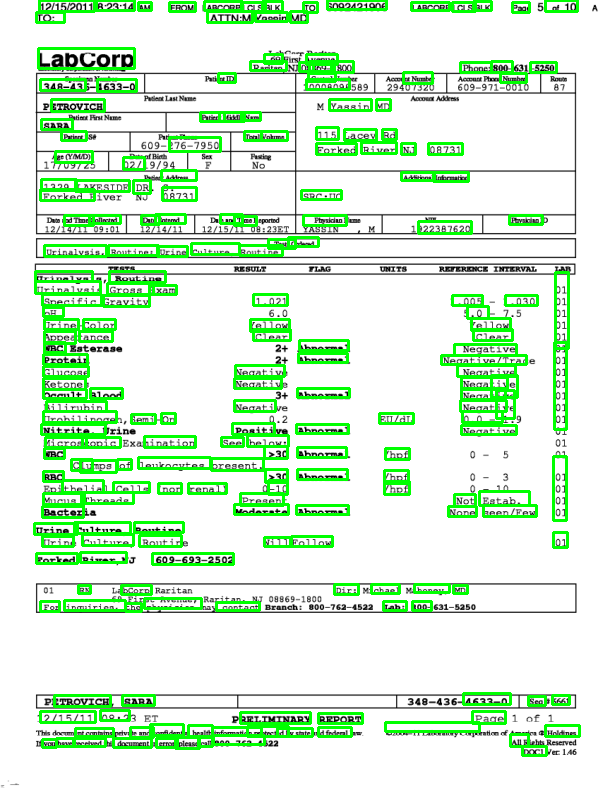 12/15/2011 8:23:14 AM FROM: LABCORP CLS BLK TO: 6092421906 LABCORP CLS BLK Page 5 of 10
TO: ATTN:M Yassin MD
LabCorp
LabCorp Raritan
69 First Avenue
Raritan, NJ 08869-1800 Phone: 800-631-5250
Specimen Number Patient ID Control Number Account Number Account Phone Number Route
348-436-4633-0 29407320 609-971-0010 87
Patient Last Name Account Address
PETROVICH M Yassin MD
Patient First Name Patient Middle Name
SARA
Patient SS# Patient Phone Total Volume 115 Lacey Rd
609-276-7950 Forked River NJ 08731
Age (Y/M/D) Date of Birth Sex Fasting
17/09/25 F No
Patient Address Additional Information
1329 LAKESIDE DR. S.
Forked River NJ 08731 SRC:UC
Date and Time Collected Date Entered Date and Time Reported Physician Name NPI Physician ID
12/14/11 09:01 12/14/11 12/15/11 08:23ET YASSIN , M 1922387620
Tests Ordered
Urinalysis, Routine; Urine Culture, Routine
TESTS RESULT FLAG UNITS REFERENCE INTERVAL LAB
Urinalysis, Routine
Urinalysis Gross Exam 01
Specific Gravity 1.021 1.005 - 1.030 01
pH 6.0 5.0 - 7.5 01
Urine-Color Yellow Yellow 01
Appearance Clear Clear 01
WBC Esterase 2+ Abnormal Negative 01
Protein 2+ Abnormal Negative/Trace 01
Glucose Negative Negative 01
Ketones Negative Negative 01
Occult Blood 3+ Abnormal Negative 01
Bilirubin Negative Negative 01
Urobilinogen, Semi-Qn 0.2 EU/dL 0.0 - 1.9 01
Nitrite, Urine Positive Abnormal Negative 01
Microscopic Examination See below: 01
WBC >30 Abnormal /hpf 0 - 5 01
Clumps of leukocytes present.
RBC >30 Abnormal /hpf 0 - 3 01
Epithelial Cells (non renal) 0-10 /hpf 0 - 10 01
Mucus Threads Present Not Estab. 01
Bacteria Moderate Abnormal None seen/Few 01
Urine Culture, Routine
Urine Culture, Routine Will Follow 01
Forked River, NJ 609-693-2502
01 RN LabCorp Raritan Dir: Michael Mahoney, MD
69 First Avenue, Raritan, NJ 08869-1800
For inquiries, the physician may contact Branch: 800-762-4522 Lab: 800-631-5250
PETROVICH, SARA 348-436-4633-0 Seq # 5661
12/15/11 08:23 ET PRELIMINARY REPORT Page 1 of 1
This document contains private and confidential health information protected by state and federal law. ©2004-11 Laboratory Corporation of America ® Holdings
If you have received this document in error, please call 800-762-4522 All Rights Reserved
DOC1 Ver: 1.46